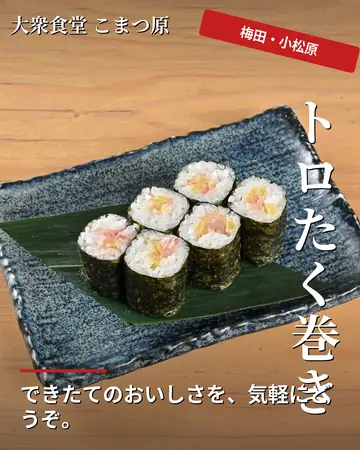 大衆食堂 こまつ原
梅田・小松原
トロたく巻き
できたてのおいしさを、気軽にど
うぞ。